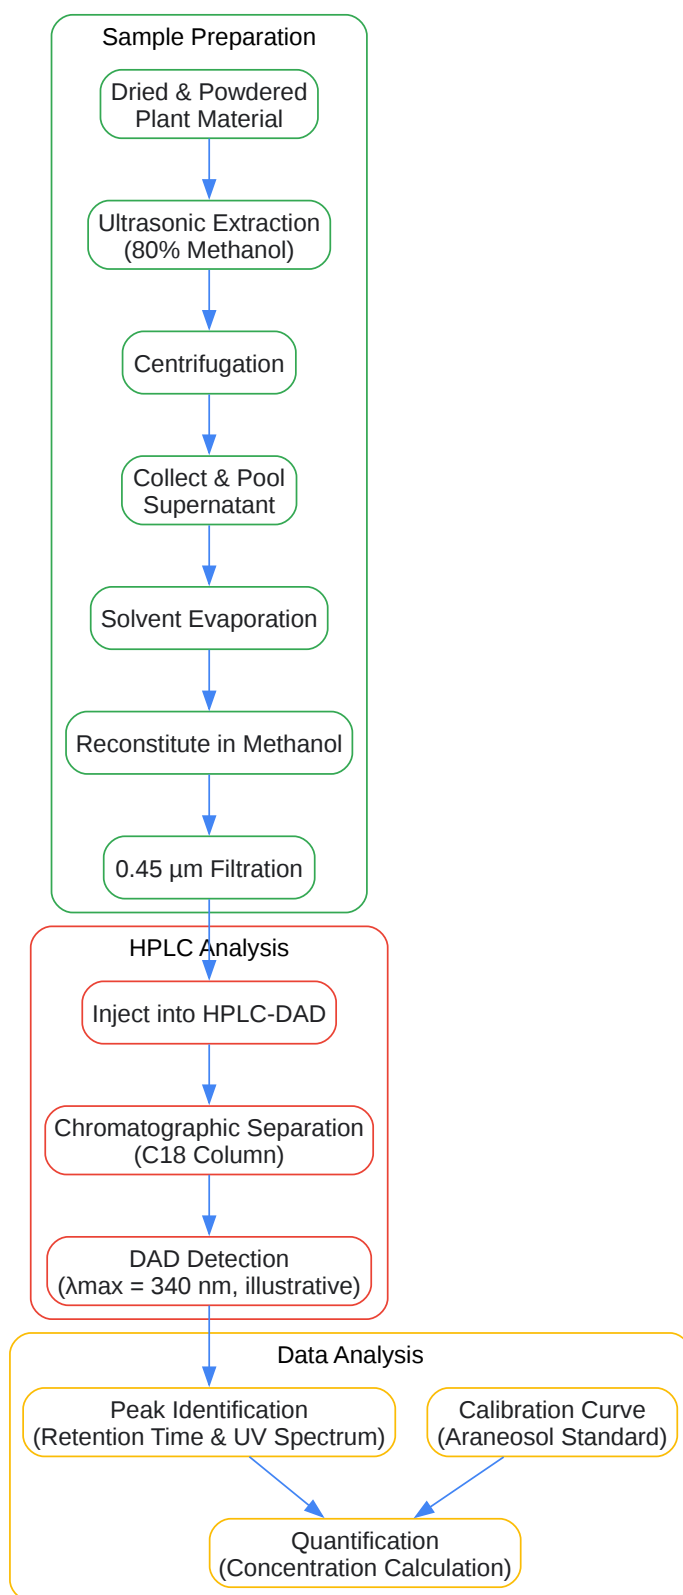 Sample Preparation
Dried & Powdered
Plant Material
Ultrasonic Extraction
(80% Methanol)
Centrifugation
Collect & Pool
Supernatant
Solvent Evaporation
Reconstitute in Methanol
0.45 µm Filtration
HPLC Analysis
Inject into HPLC-DAD
Chromatographic Separation
(C18 Column)
DAD Detection
(λmax = 340 nm, illustrative)
Data Analysis
Peak Identification
(Retention Time & UV Spectrum)
Calibration Curve
(Araneosol Standard)
Quantification
(Concentration Calculation)